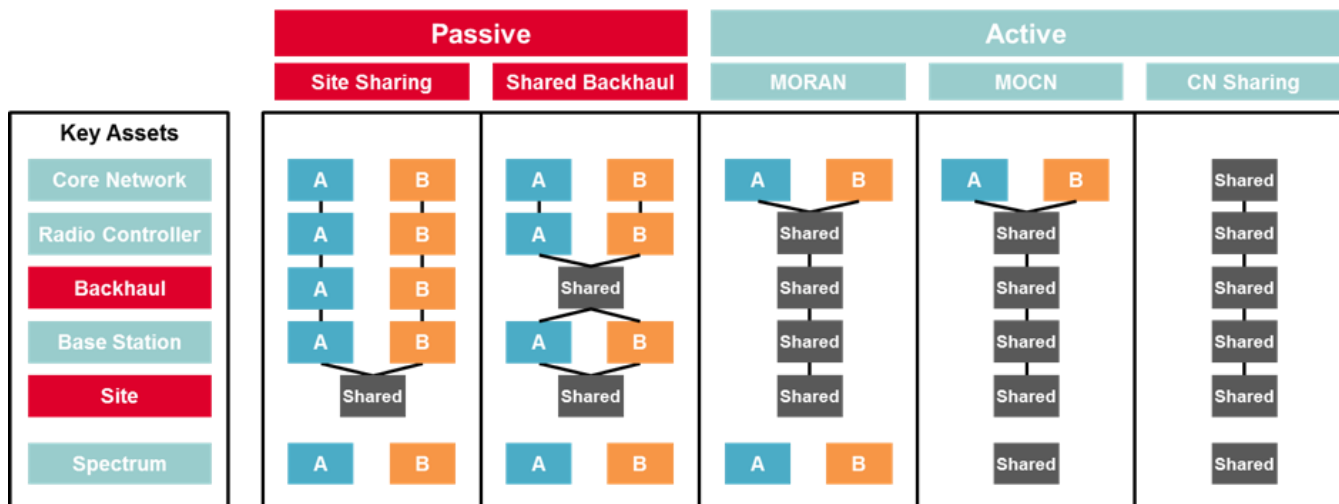 Passive Active
Site Sharing Shared Backhaul MORAN MOCN CN Sharing
Key Assets
Core Network A B A B A B A B Shared
Radio Controller A B A B Shared Shared Shared
Backhaul A B Shared Shared Shared Shared
Base Station A B A B Shared Shared Shared
Site Shared Shared Shared Shared Shared
Spectrum A B A B A B Shared Shared